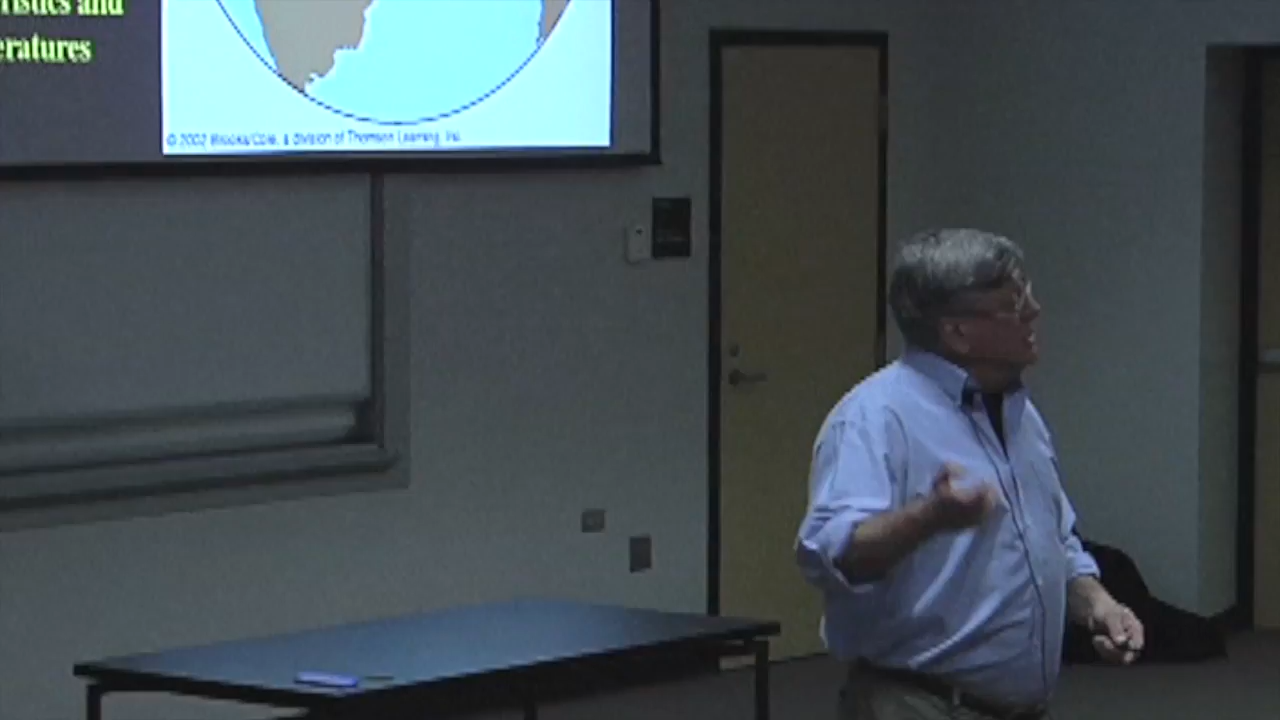 ristics and
eratures
© 2002 Brooks/Cole, a division of Thomson Learning, Inc.